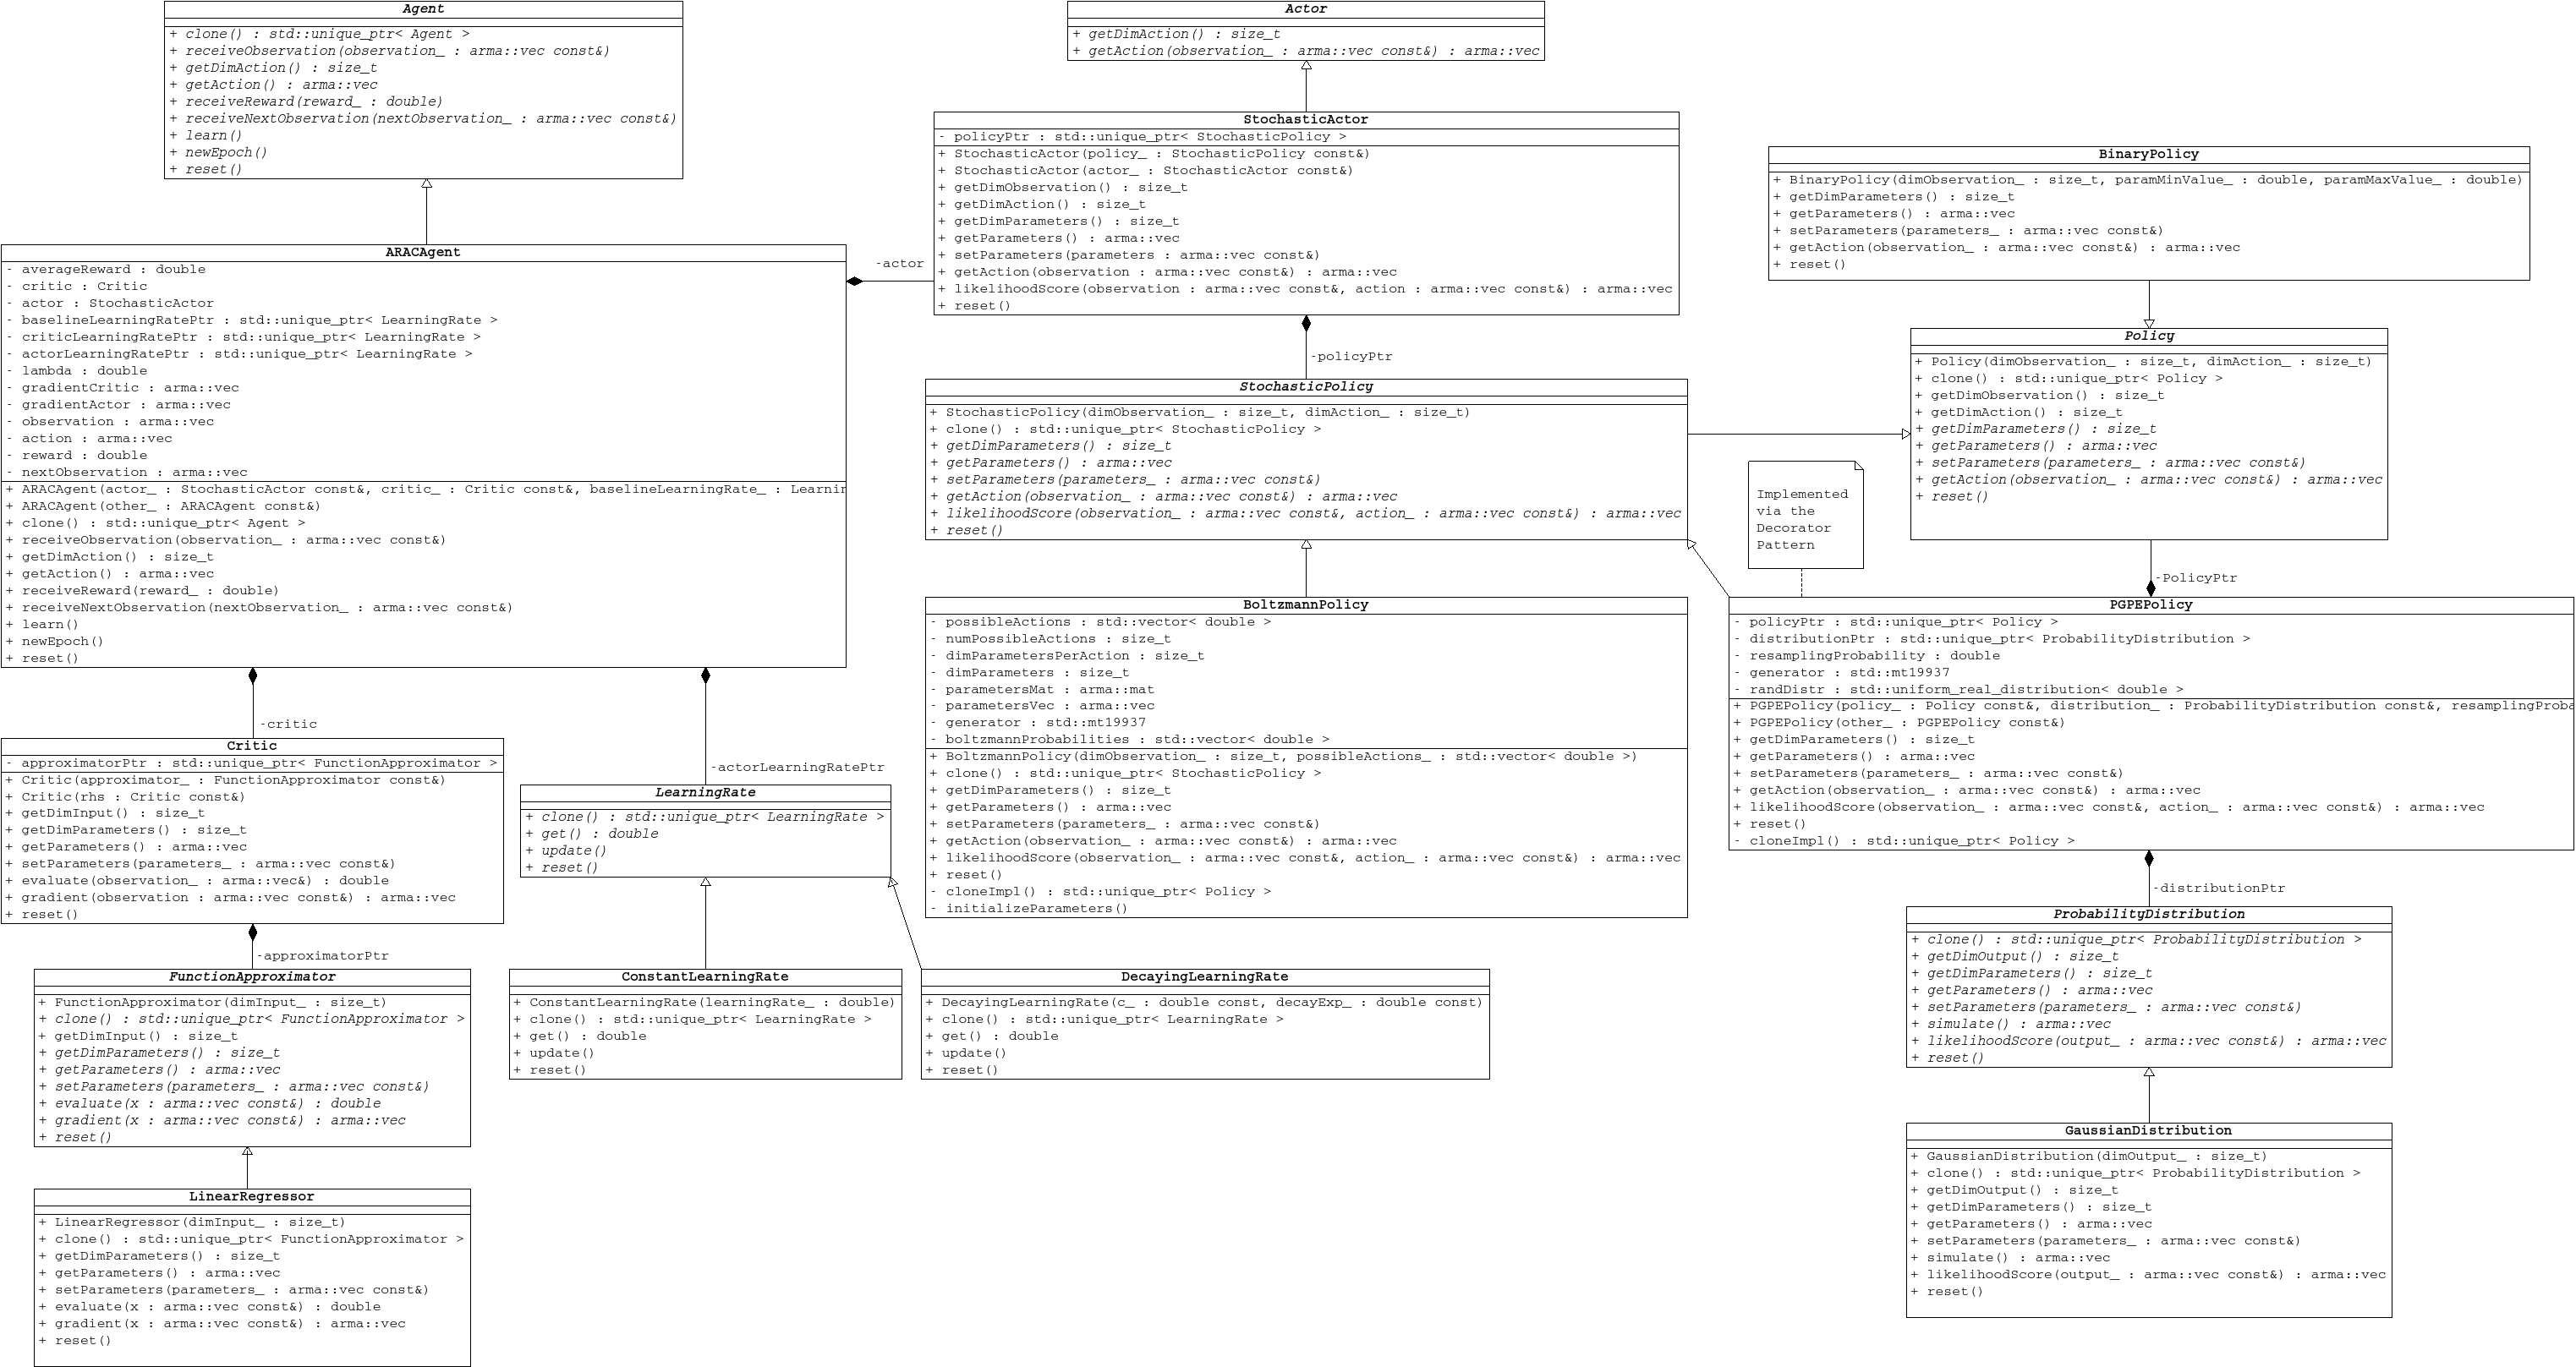 Agent
+ clone() : std::unique_ptr< Agent >
+ receiveObservation(observation_ : arma::vec const&)
+ getDimAction() : size_t
+ getAction() : arma::vec
+ receiveReward(reward_ : double)
+ receiveNextObservation(nextObservation_ : arma::vec const&)
+ learn()
+ newEpoch()
+ reset()
Actor
+ getDimAction() : size_t
+ getAction(observation_ : arma::vec const&) : arma::vec
StochasticActor
- policyPtr : std::unique_ptr< StochasticPolicy >
+ StochasticActor(policy_ : StochasticPolicy const&)
+ StochasticActor(actor_ : StochasticActor const&)
+ getDimObservation() : size_t
+ getDimAction() : size_t
+ getDimParameters() : size_t
+ getParameters() : arma::vec
+ setParameters(parameters : arma::vec const&)
+ getAction(observation : arma::vec const&) : arma::vec
+ likelihoodScore(observation : arma::vec const&, action : arma::vec const&) : arma::vec
+ reset()
BinaryPolicy
+ BinaryPolicy(dimObservation_ : size_t, paramMinValue_ : double, paramMaxValue_ : double)
+ getDimParameters() : size_t
+ getParameters() : arma::vec
+ setParameters(parameters_ : arma::vec const&)
+ getAction(observation_ : arma::vec const&) : arma::vec
+ reset()
ARACAgent
- averageReward : double
- critic : Critic
- actor : StochasticActor
- baselineLearningRatePtr : std::unique_ptr< LearningRate >
- criticLearningRatePtr : std::unique_ptr< LearningRate >
- actorLearningRatePtr : std::unique_ptr< LearningRate >
- lambda : double
- gradientCritic : arma::vec
- gradientActor : arma::vec
- observation : arma::vec
- action : arma::vec
- reward : double
- nextObservation : arma::vec
+ ARACAgent(actor_ : StochasticActor const&, critic_ : Critic const&, baselineLearningRate_ : Learnin
+ ARACAgent(other_ : ARACAgent const&)
+ clone() : std::unique_ptr< Agent >
+ receiveObservation(observation_ : arma::vec const&)
+ getDimAction() : size_t
+ getAction() : arma::vec
+ receiveReward(reward_ : double)
+ receiveNextObservation(nextObservation_ : arma::vec const&)
+ learn()
+ newEpoch()
+ reset()
-actor
-policyPtr
StochasticPolicy
+ StochasticPolicy(dimObservation_ : size_t, dimAction_ : size_t)
+ clone() : std::unique_ptr< StochasticPolicy >
+ getDimParameters() : size_t
+ getParameters() : arma::vec
+ setParameters(parameters_ : arma::vec const&)
+ getAction(observation_ : arma::vec const&) : arma::vec
+ likelihoodScore(observation_ : arma::vec const&, action_ : arma::vec const&) : arma::vec
+ reset()
Policy
+ Policy(dimObservation_ : size_t, dimAction_ : size_t)
+ clone() : std::unique_ptr< Policy >
+ getDimObservation() : size_t
+ getDimAction() : size_t
+ getDimParameters() : size_t
+ getParameters() : arma::vec
+ setParameters(parameters_ : arma::vec const&)
+ getAction(observation_ : arma::vec const&) : arma::vec
+ reset()
Implemented
via the
Decorator
Pattern
-PolicyPtr
BoltzmannPolicy
- possibleActions : std::vector< double >
- numPossibleActions : size_t
- dimParametersPerAction : size_t
- dimParameters : size_t
- parametersMat : arma::mat
- parametersVec : arma::vec
- generator : std::mt19937
- boltzmannProbabilities : std::vector< double >
+ BoltzmannPolicy(dimObservation_ : size_t, possibleActions_ : std::vector< double >)
+ clone() : std::unique_ptr< StochasticPolicy >
+ getDimParameters() : size_t
+ getParameters() : arma::vec
+ setParameters(parameters_ : arma::vec const&)
+ getAction(observation_ : arma::vec const&) : arma::vec
+ likelihoodScore(observation_ : arma::vec const&, action_ : arma::vec const&) : arma::vec
+ reset()
- cloneImpl() : std::unique_ptr< Policy >
- initializeParameters()
PGPEPolicy
- policyPtr : std::unique_ptr< Policy >
- distributionPtr : std::unique_ptr< ProbabilityDistribution >
- resamplingProbability : double
- generator : std::mt19937
- randDistr : std::uniform_real_distribution< double >
+ PGPEPolicy(policy_ : Policy const&, distribution_ : ProbabilityDistribution const&, resamplingProba
+ PGPEPolicy(other_ : PGPEPolicy const&)
+ getDimParameters() : size_t
+ getParameters() : arma::vec
+ setParameters(parameters_ : arma::vec const&)
+ getAction(observation_ : arma::vec const&) : arma::vec
+ likelihoodScore(observation_ : arma::vec const&, action_ : arma::vec const&) : arma::vec
+ reset()
- cloneImpl() : std::unique_ptr< Policy >
-critic
Critic
- approximatorPtr : std::unique_ptr< FunctionApproximator >
+ Critic(approximator_ : FunctionApproximator const&)
+ Critic(rhs : Critic const&)
+ getDimInput() : size_t
+ getDimParameters() : size_t
+ getParameters() : arma::vec
+ setParameters(parameters_ : arma::vec const&)
+ evaluate(observation_ : arma::vec&) : double
+ gradient(observation : arma::vec const&) : arma::vec
+ reset()
-actorLearningRatePtr
LearningRate
+ clone() : std::unique_ptr< LearningRate >
+ get() : double
+ update()
+ reset()
-distributionPtr
ProbabilityDistribution
+ clone() : std::unique_ptr< ProbabilityDistribution >
+ getDimOutput() : size_t
+ getDimParameters() : size_t
+ getParameters() : arma::vec
+ setParameters(parameters_ : arma::vec const&)
+ simulate() : arma::vec
+ likelihoodScore(output_ : arma::vec const&) : arma::vec
+ reset()
-approximatorPtr
FunctionApproximator
+ FunctionApproximator(dimInput_ : size_t)
+ clone() : std::unique_ptr< FunctionApproximator >
+ getDimInput() : size_t
+ getDimParameters() : size_t
+ getParameters() : arma::vec
+ setParameters(parameters_ : arma::vec const&)
+ evaluate(x : arma::vec const&) : double
+ gradient(x : arma::vec const&) : arma::vec
+ reset()
ConstantLearningRate
+ ConstantLearningRate(learningRate_ : double)
+ clone() : std::unique_ptr< LearningRate >
+ get() : double
+ update()
+ reset()
DecayingLearningRate
+ DecayingLearningRate(c_ : double const, decayExp_ : double const)
+ clone() : std::unique_ptr< LearningRate >
+ get() : double
+ update()
+ reset()
GaussianDistribution
+ GaussianDistribution(dimOutput_ : size_t)
+ clone() : std::unique_ptr< ProbabilityDistribution >
+ getDimOutput() : size_t
+ getDimParameters() : size_t
+ getParameters() : arma::vec
+ setParameters(parameters_ : arma::vec const&)
+ simulate() : arma::vec
+ likelihoodScore(output_ : arma::vec const&) : arma::vec
+ reset()
LinearRegressor
+ LinearRegressor(dimInput_ : size_t)
+ clone() : std::unique_ptr< FunctionApproximator >
+ getDimParameters() : size_t
+ getParameters() : arma::vec
+ setParameters(parameters_ : arma::vec const&)
+ evaluate(x : arma::vec const&) : double
+ gradient(x : arma::vec const&) : arma::vec
+ reset()